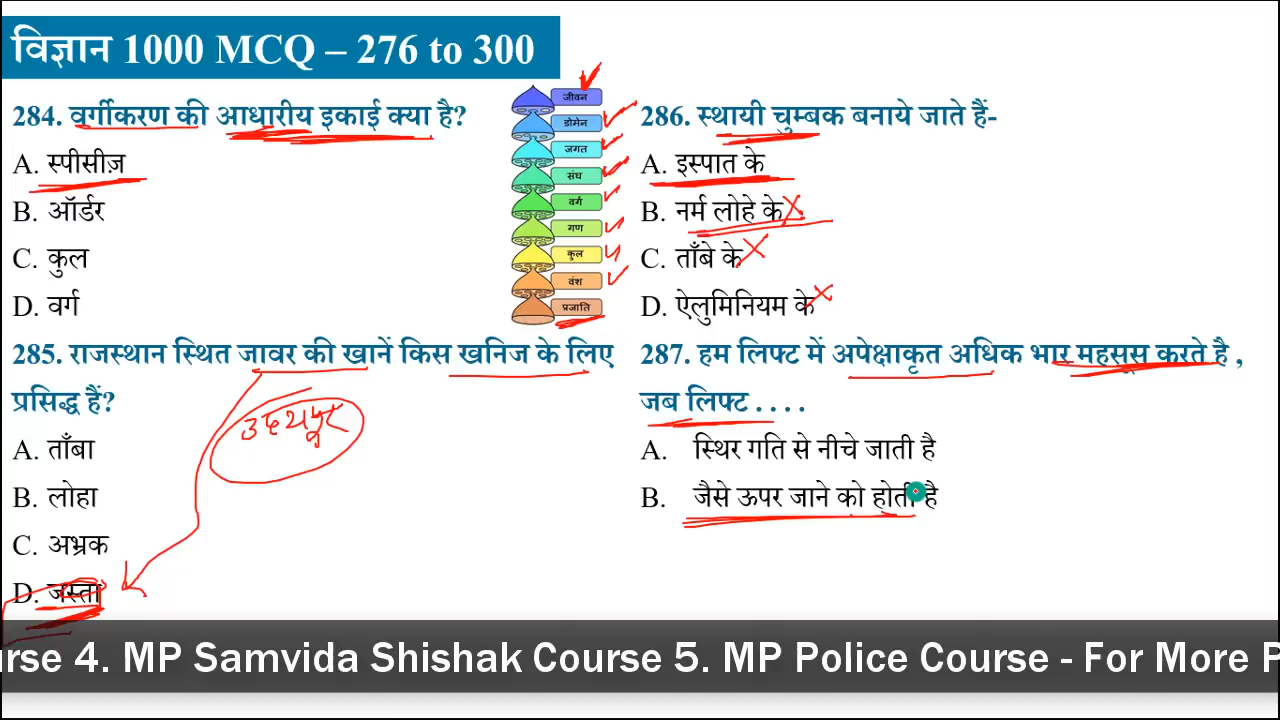 विज्ञान 1000 MCQ – 276 to 300
284. वर्गीकरण की आधारीय इकाई क्या है?
A. स्पीसीज़
B. ऑर्डर
C. कुल
D. वर्ग
जीवन
डोमेन
जगत
संघ
वर्ग
गण
कुल
वंश
प्रजाति
285. राजस्थान स्थित जावर की खानें किस खनिज के लिए
प्रसिद्ध हैं?
उदयपुर
A. ताँबा
B. लोहा
C. अभ्रक
D. जस्ता
286. स्थायी चुम्बक बनाये जाते हैं-
A. इस्पात के
B. नर्म लोहे के
C. ताँबे के
D. ऐलुमिनियम के
287. हम लिफ्ट में अपेक्षाकृत अधिक भार महसूस करते है ,
जब लिफ्ट . . . .
A. स्थिर गति से नीचे जाती है
B. जैसे ऊपर जाने को होती है
urse 4. MP Samvida Shishak Course 5. MP Police Course - For More P